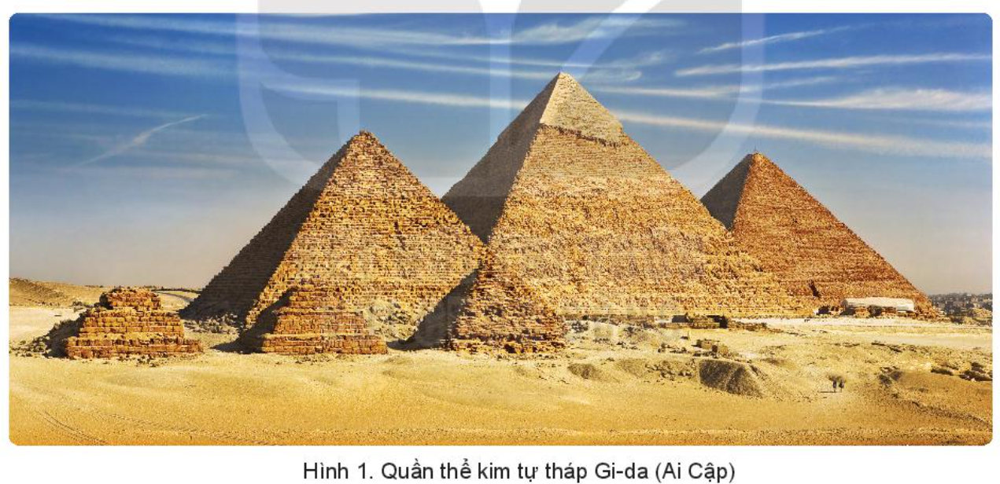 Hình 1. Quần thể kim tự tháp Gi-da (Ai Cập)